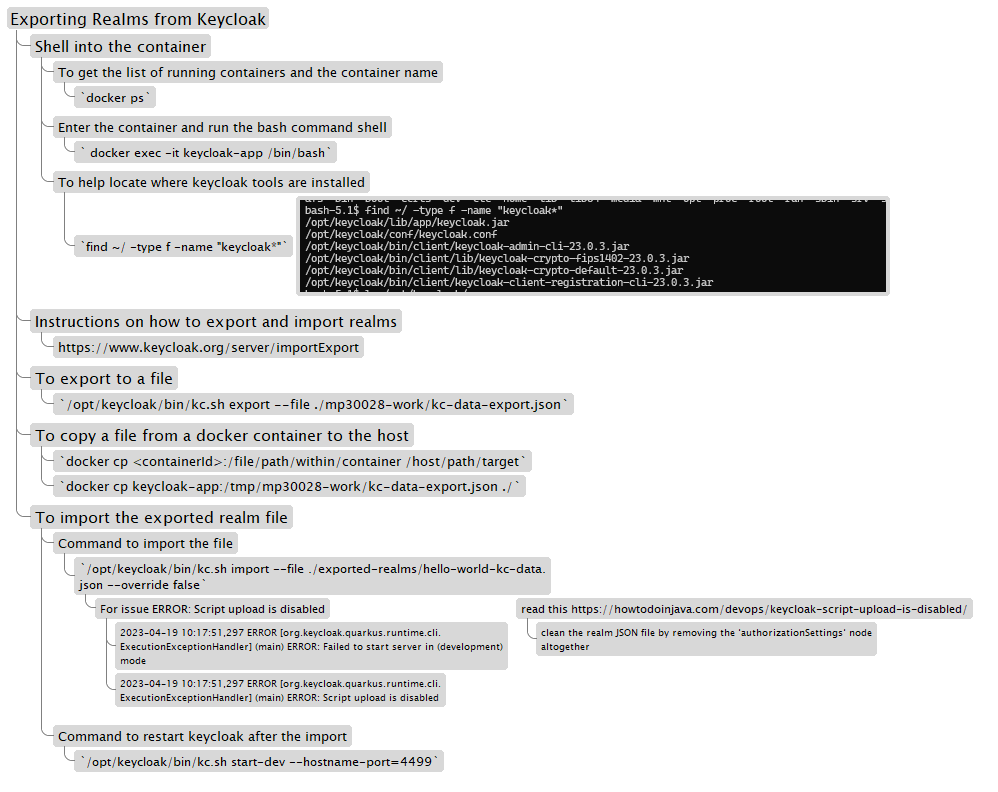 Exporting Realms from Keycloak
Shell into the container
To get the list of running containers and the container name
`docker ps`
Enter the container and run the bash command shell
` docker exec -it keycloak-app /bin/bash`
To help locate where keycloak tools are installed
`find ~/ -type f -name "keycloak*"`
bash-5.1$ find ~/ -type f -name "keycloak*"
/opt/keycloak/lib/app/keycloak.jar
/opt/keycloak/conf/keycloak.conf
/opt/keycloak/bin/client/keycloak-admin-cli-23.0.3.jar
/opt/keycloak/bin/client/lib/keycloak-crypto-fips1402-23.0.3.jar
/opt/keycloak/bin/client/lib/keycloak-crypto-default-23.0.3.jar
/opt/keycloak/bin/client/keycloak-client-registration-cli-23.0.3.jar
Instructions on how to export and import realms
https://www.keycloak.org/server/importExport
To export to a file
`/opt/keycloak/bin/kc.sh export --file ./mp30028-work/kc-data-export.json`
To copy a file from a docker container to the host
`docker cp <containerId>:/file/path/within/container /host/path/target`
`docker cp keycloak-app:/tmp/mp30028-work/kc-data-export.json ./`
To import the exported realm file
Command to import the file
`/opt/keycloak/bin/kc.sh import --file ./exported-realms/hello-world-kc-data.
json --override false`
For issue ERROR: Script upload is disabled
read this https://howtodoinjava.com/devops/keycloak-script-upload-is-disabled/
2023-04-19 10:17:51,297 ERROR [org.keycloak.quarkus.runtime.cli.
ExecutionExceptionHandler] (main) ERROR: Failed to start server in (development)
mode
clean the realm JSON file by removing the 'authorizationSettings' node
altogether
2023-04-19 10:17:51,297 ERROR [org.keycloak.quarkus.runtime.cli.
ExecutionExceptionHandler] (main) ERROR: Script upload is disabled
Command to restart keycloak after the import
`/opt/keycloak/bin/kc.sh start-dev --hostname-port=4499`